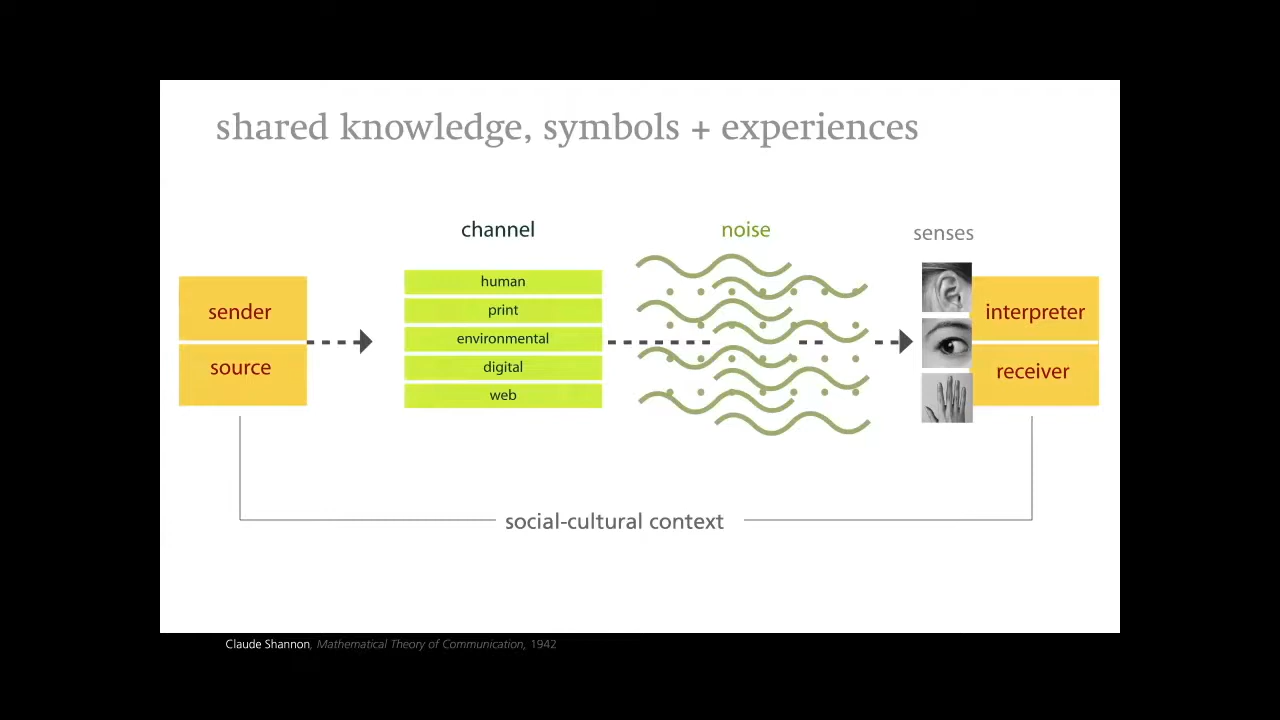 shared knowledge, symbols + experiences
channel
noise
senses
sender
source
human
print
environmental
digital
web
interpreter
receiver
social-cultural context
Claude Shannon, Mathematical Theory of Communication, 1942